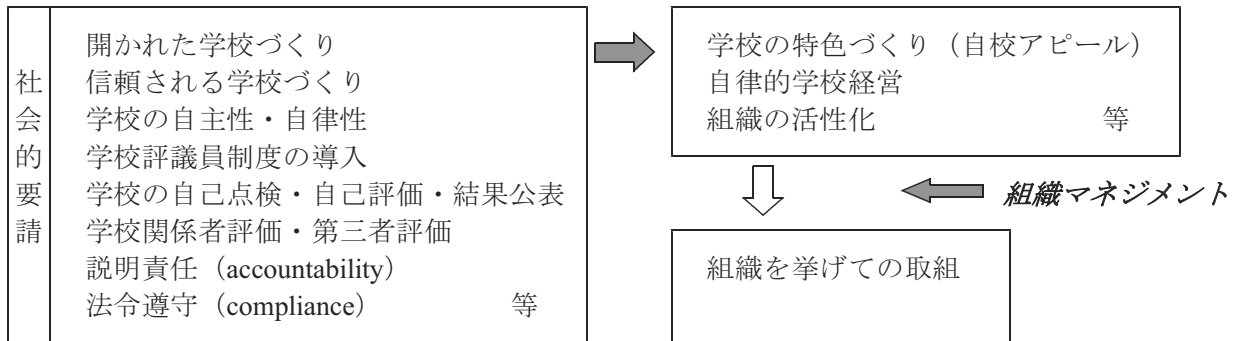 社会的要請
開かれた学校づくり
信頼される学校づくり
学校の自主性・自律性
学校評議員制度の導入
学校の自己点検・自己評価・結果公表
学校関係者評価・第三者評価
説明責任（accountability）
法令遵守（compliance） 等
学校の特色づくり（自校アピール）
自律的学校経営
組織の活性化 等
組織マネジメント
組織を挙げての取組